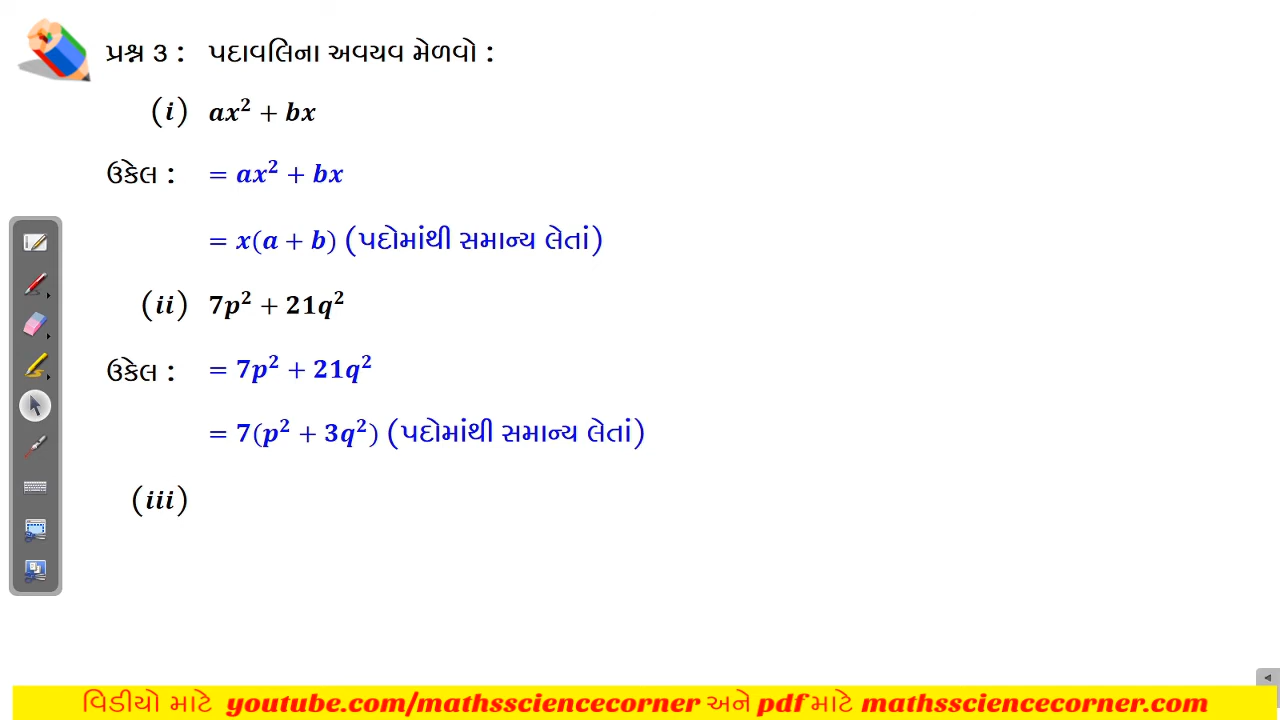 પ્રશ્ન 3 : પદાવલિના અવયવ મેળવો :
(i) ax² + bx
ઉકેલ : = ax² + bx
= x(a + b) (પદોમાંથી સમાન્ય લેતાં)
(ii) 7p² + 21q²
ઉકેલ : = 7p² + 21q²
= 7(p² + 3q²) (પદોમાંથી સમાન્ય લેતાં)
(iii)
વિડીયો માટે youtube.com/mathssciencecorner અને pdf માટે mathssciencecorner.com